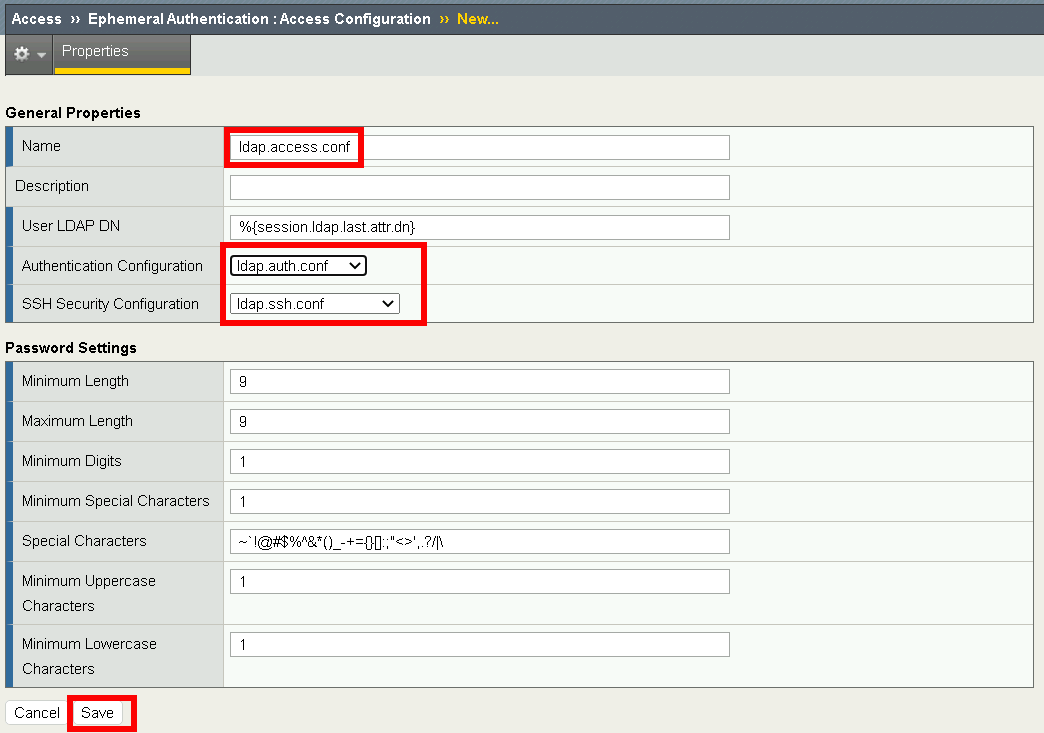 Access ›› Ephemeral Authentication : Access Configuration ›› New...
Properties
General Properties
Name ldap.access.conf
Description
User LDAP DN %{session.ldap.last.attr.dn}
Authentication Configuration ldap.auth.conf
SSH Security Configuration ldap.ssh.conf
Password Settings
Minimum Length 9
Maximum Length 9
Minimum Digits 1
Minimum Special Characters 1
Special Characters ~`!@#$%^&*()_-+={}[]:;"<>',.?/|\
Minimum Uppercase 1
Characters
Minimum Lowercase 1
Characters
Cancel Save